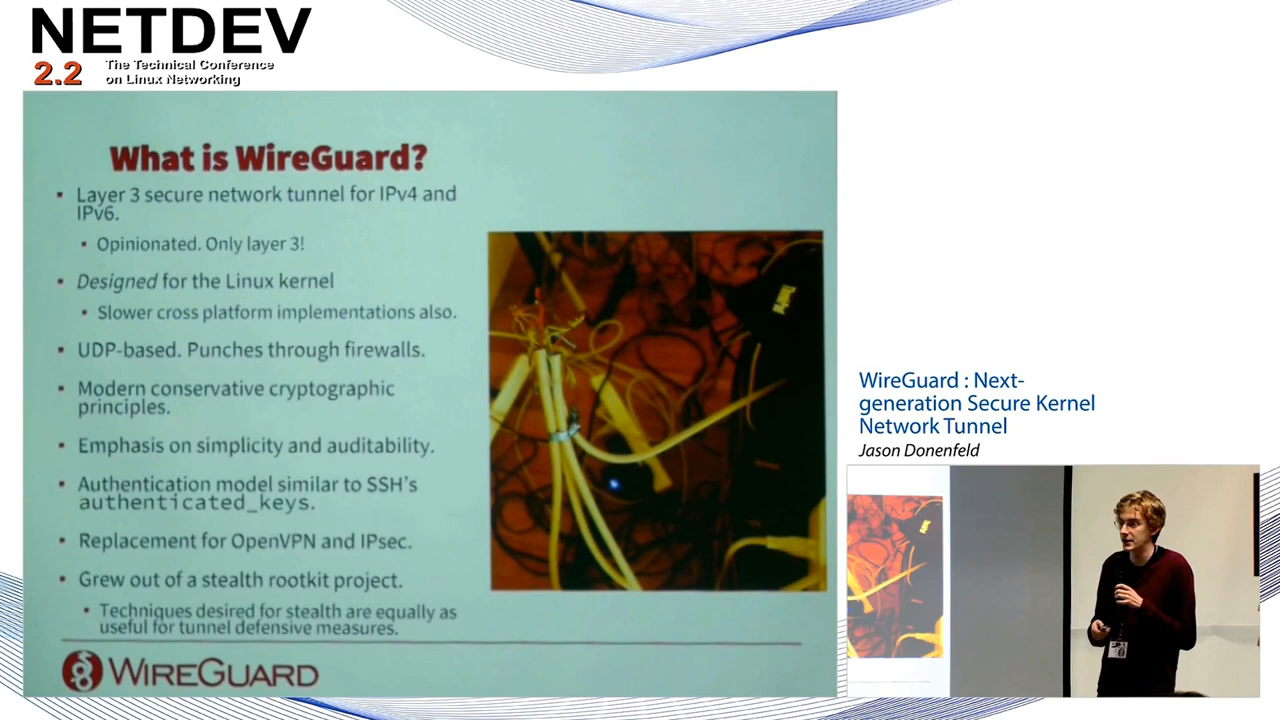 NETDEV
2.2
The Technical Conference
on Linux Networking
What is WireGuard?
▪ Layer 3 secure network tunnel for IPv4 and
IPv6.
▪ Opinionated. Only layer 3!
▪ Designed for the Linux kernel
▪ Slower cross platform implementations also.
▪ UDP-based. Punches through firewalls.
▪ Modern conservative cryptographic
principles.
▪ Emphasis on simplicity and auditability.
▪ Authentication model similar to SSH's
authenticated_keys.
▪ Replacement for OpenVPN and IPsec.
▪ Grew out of a stealth rootkit project.
▪ Techniques desired for stealth are equally as
useful for tunnel defensive measures.
WIREGUARD
WireGuard : Next-
generation Secure Kernel
Network Tunnel
Jason Donenfeld